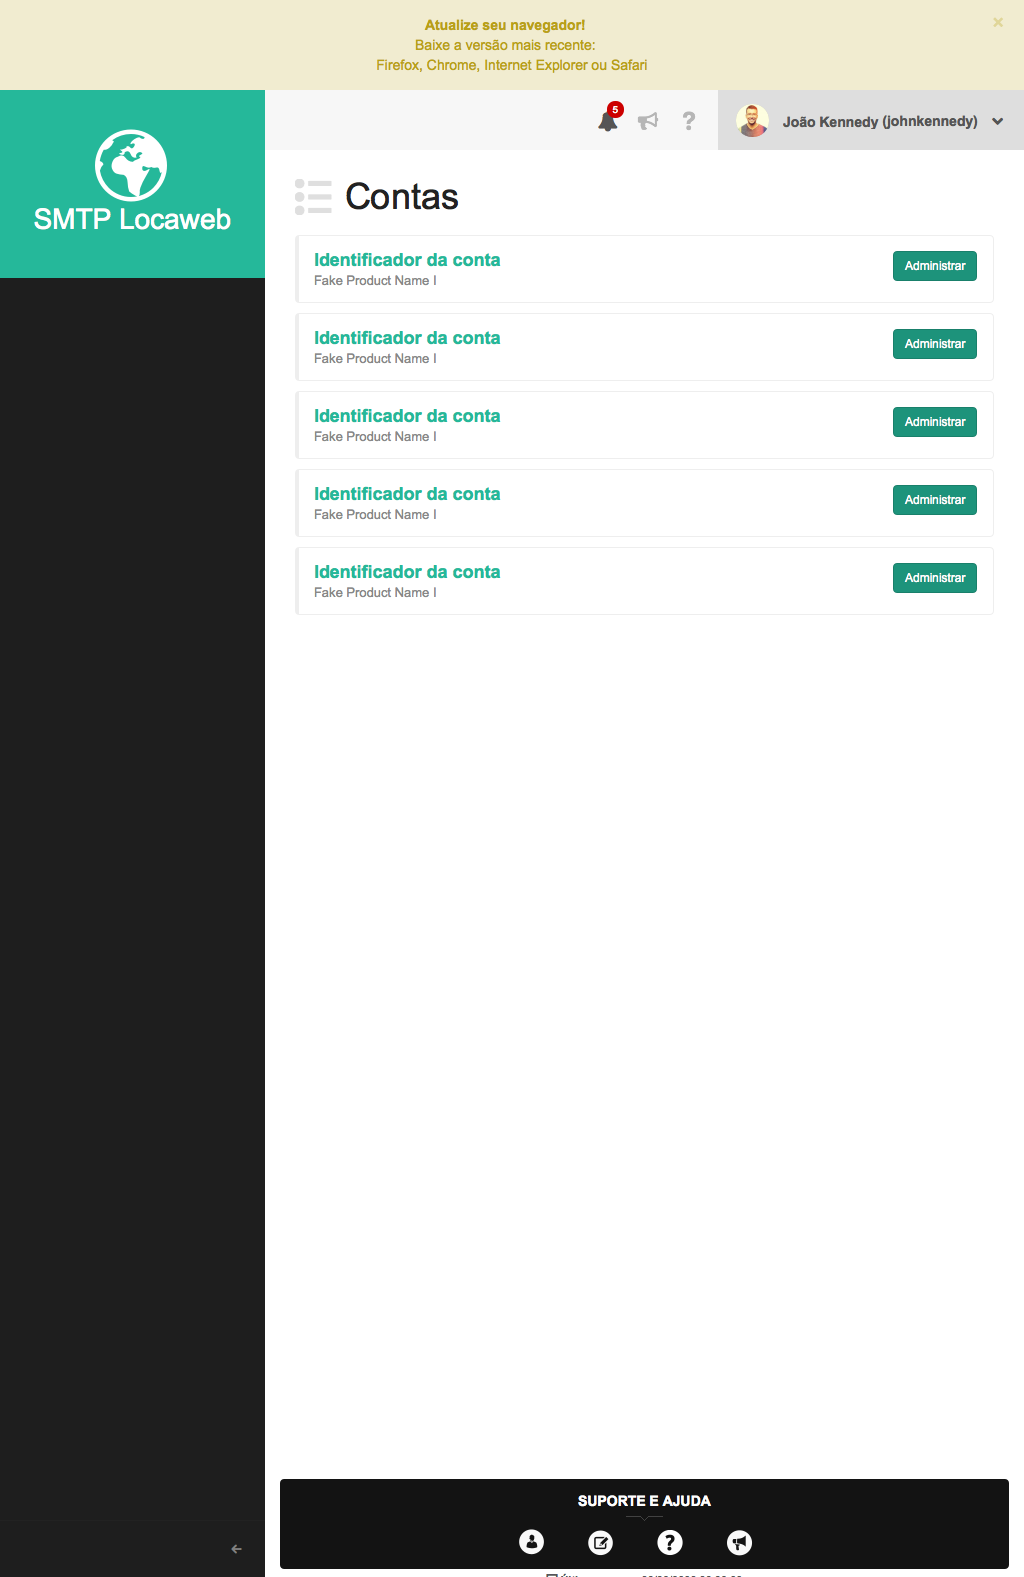 Atualize seu navegador!
Baixe a versão mais recente:
Firefox, Chrome, Internet Explorer ou Safari
×
5
?
João Kennedy (johnkennedy)
SMTP Locaweb
Contas
Identificador da conta
Fake Product Name I
Administrar
Identificador da conta
Fake Product Name I
Administrar
Identificador da conta
Fake Product Name I
Administrar
Identificador da conta
Fake Product Name I
Administrar
Identificador da conta
Fake Product Name I
Administrar
SUPORTE E AJUDA
?